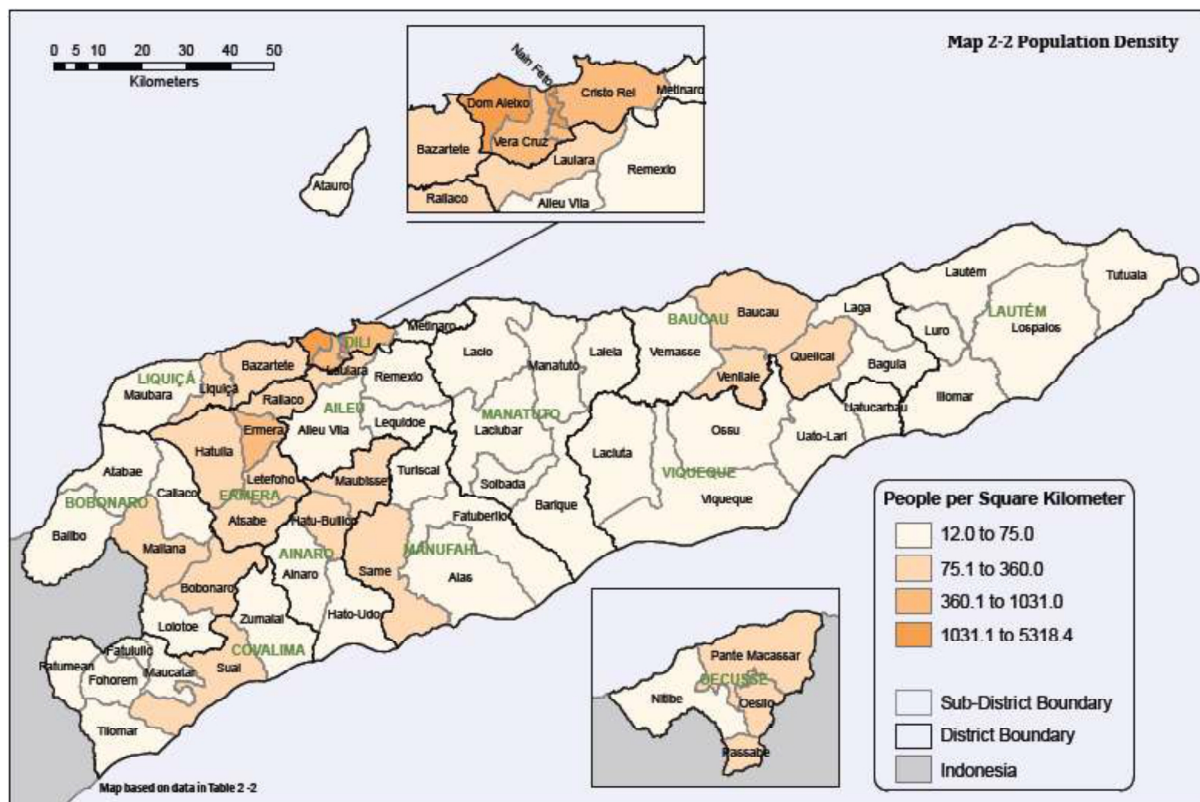 Map 2-2 Population Density
0 5 10 20 30 40 50
Kilometers
Nain Feto
Dom Aleixo
Cristo Rei
Metinaro
Vera Cruz
Bazartete
Laulara
Remexio
Railaco
Aileu Vila
Atauro
Lautém
Tutuala
Laga
BAUCAU
Baucau
LAUTÉM
Luro
Lospalos
Metinaro
DILI
Laclo
Manatuto
Laleia
Vemasse
Quelicai
Baguia
Venilale
Bazartete
Laulara
Remexio
LIQUIÇÁ
Liquiçá
Maubara
Railaco
AILEU
Iliomar
Uatucarbau
Ermera
Aileu Vila
Lequidoe
MANATUTO
Laclubar
Ossu
Uato-Lari
Hatulia
Lacluta
VIQUEQUE
Viqueque
Atabae
Letefoho
Maubisse
Turiscai
Soibada
Cailaco
ERMERA
BOBONARO
Atsabe
Hatu-Builico
Fatuberlio
Barique
Balibo
Maliana
AINARO
Ainaro
MANUFAHI
Same
Alas
Bobonaro
Zumalai
Hato-Udo
Lolotoe
COVALIMA
Fatululic
Fatumean
Fohorem
Maucatar
Suai
Tilomar
Pante Macassar
OECUSSE
Nitibe
Oesilo
Passabe
People per Square Kilometer
12.0 to 75.0
75.1 to 360.0
360.1 to 1031.0
1031.1 to 5318.4
Sub-District Boundary
District Boundary
Indonesia
Map based on data in Table 2 -2